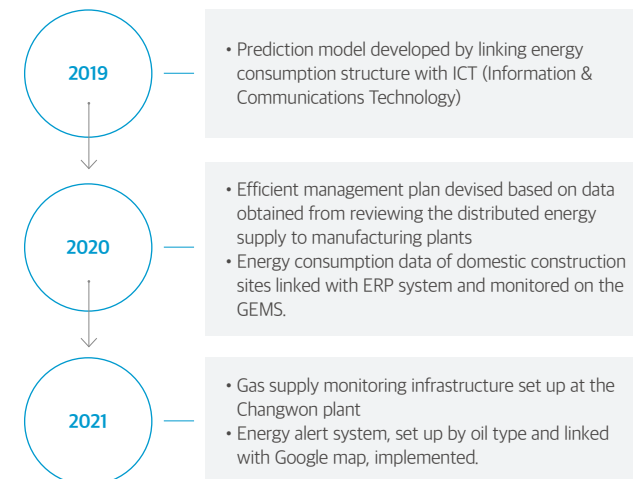 2019
• Prediction model developed by linking energy
consumption structure with ICT (Information &
Communications Technology)
2020
• Efficient management plan devised based on data
obtained from reviewing the distributed energy
supply to manufacturing plants
• Energy consumption data of domestic construction
sites linked with ERP system and monitored on the
GEMS.
2021
• Gas supply monitoring infrastructure set up at the
Changwon plant
• Energy alert system, set up by oil type and linked
with Google map, implemented.